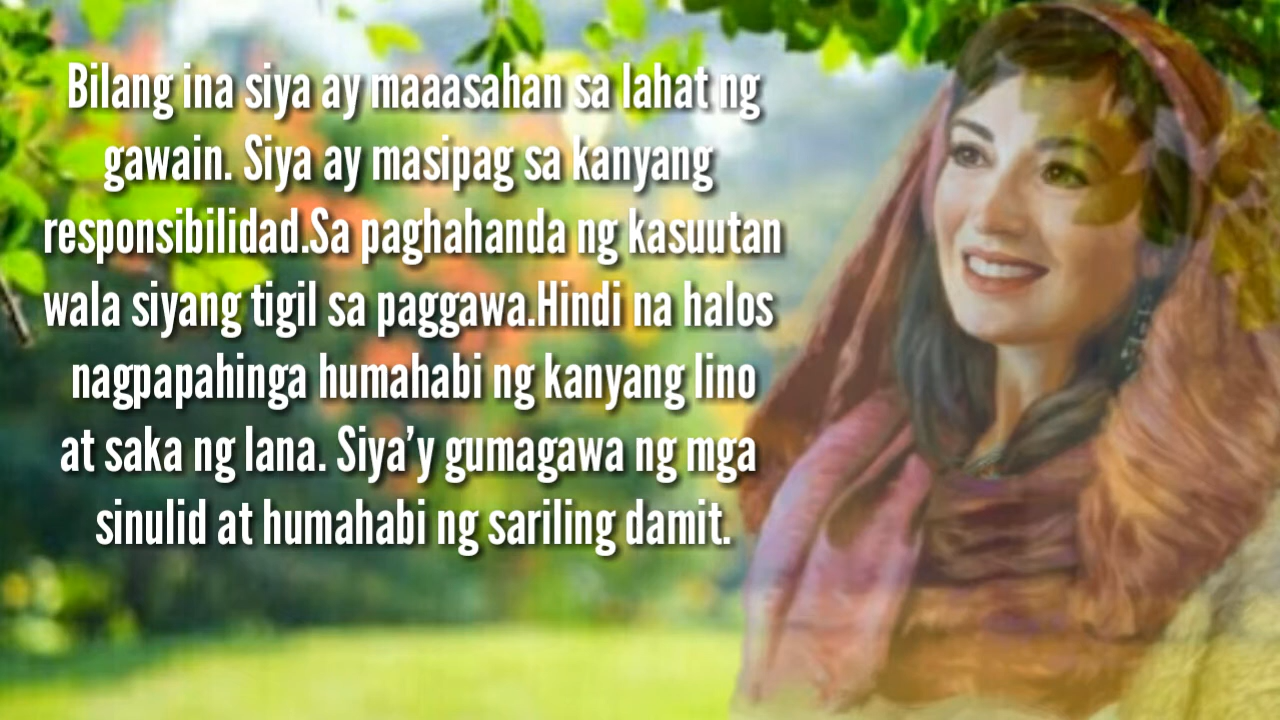 Bilang ina siya ay maaasahan sa lahat ng
gawain. Siya ay masipag sa kanyang
responsibilidad.Sa paghahanda ng kasuutan
wala siyang tigil sa paggawa.Hindi na halos
nagpapahinga humahabi ng kanyang lino
at saka ng lana. Siya’y gumagawa ng mga
sinulid at humahabi ng sariling damit.